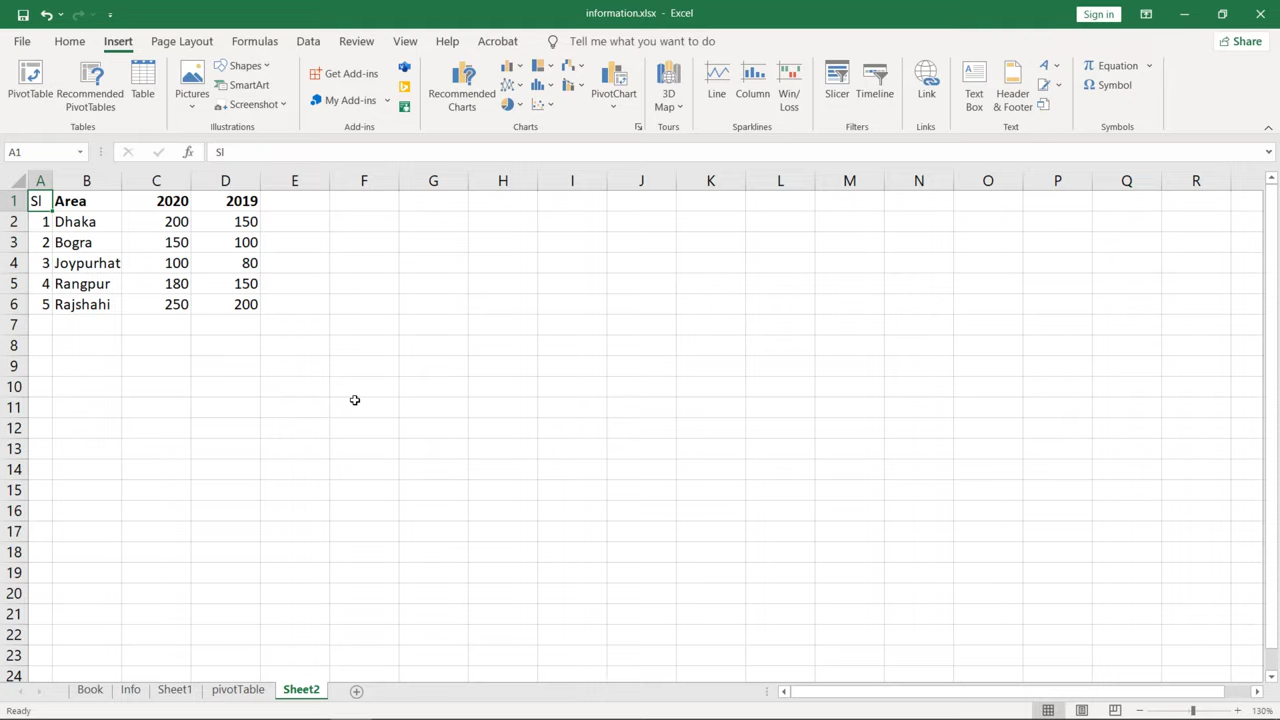 information.xlsx - Excel
Sign in
File Home Insert Page Layout Formulas Data Review View Help Acrobat Tell me what you want to do Share
PivotTable Recommended PivotTables Table
Tables
Pictures Shapes SmartArt Screenshot
Illustrations
Get Add-ins My Add-ins
Add-ins
Recommended Charts PivotChart
Charts
3D Map
Tours
Line Column Win/ Loss
Sparklines
Slicer Timeline
Filters
Link
Links
Text Box Header & Footer
Text
Equation Symbol
Symbols
A1 fx Sl
A B C D E F G H I J K L M N O P Q R
1 Sl Area 2020 2019
2 1 Dhaka 200 150
3 2 Bogra 150 100
4 3 Joypurhat 100 80
5 4 Rangpur 180 150
6 5 Rajshahi 250 200
7
8
9
10
11
12
13
14
15
16
17
18
19
20
21
22
23
24
Book Info Sheet1 pivotTable Sheet2
Ready 130%